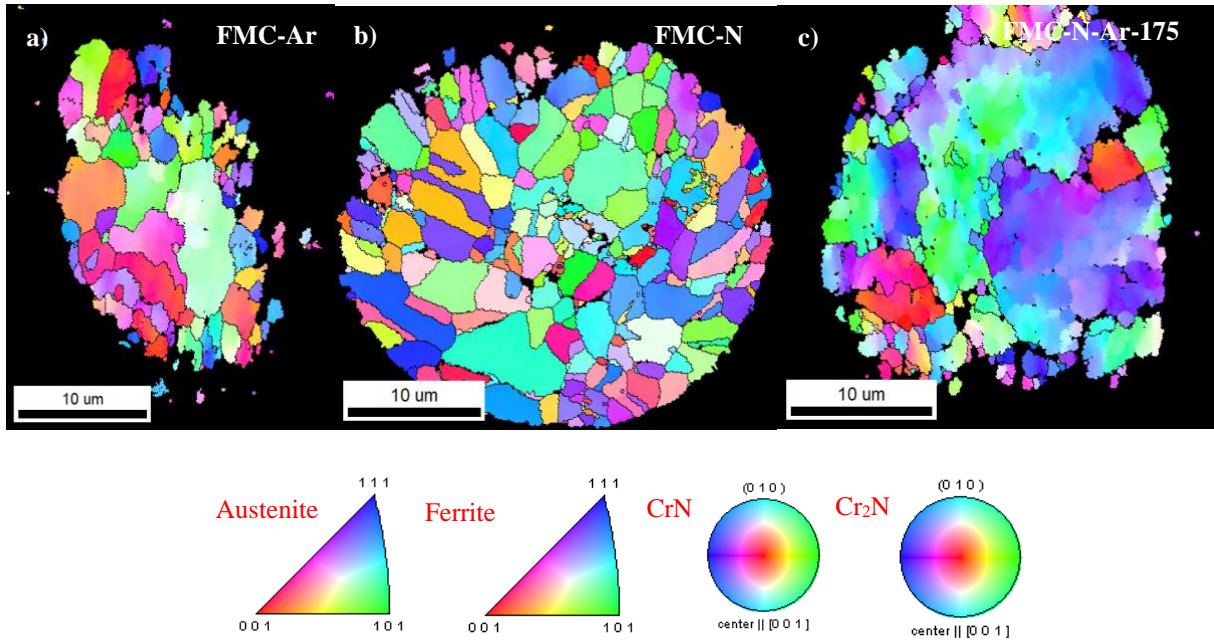 a) FMC-Ar
b) FMC-N
c) FMC-N-Ar-175
10 um
10 um
10 um
Austenite
1 1 1
0 0 1
1 0 1
Ferrite
1 1 1
0 0 1
1 0 1
CrN
(0 1 0)
center || [0 0 1]
Cr₂N
(0 1 0)
center || [0 0 1]